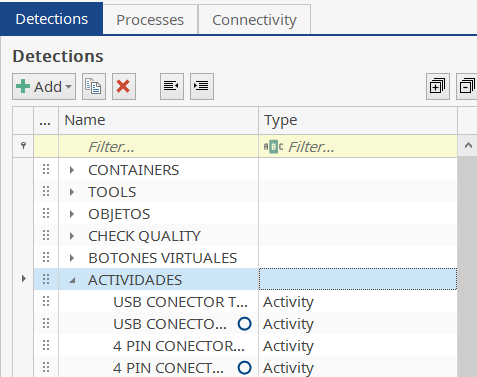 Detections Processes Connectivity
Detections
Add
... Name Type
Filter... ABC Filter...
CONTAINERS
TOOLS
OBJETOS
CHECK QUALITY
BOTONES VIRTUALES
ACTIVIDADES
USB CONECTOR T... Activity
USB CONECTO... Activity
4 PIN CONECTOR... Activity
4 PIN CONECT... Activity